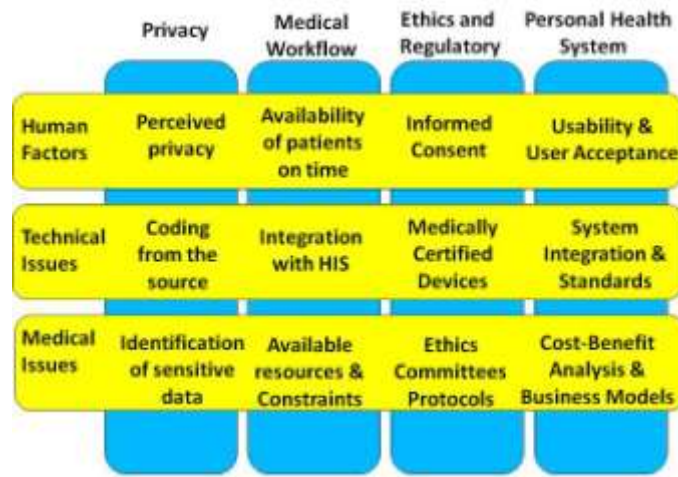 Privacy
Medical
Workflow
Ethics and
Regulatory
Personal Health
System
Human
Factors
Perceived
privacy
Availability
of patients
on time
Informed
Consent
Usability &
User Acceptance
Technical
Issues
Coding
from the
source
Integration
with HIS
Medically
Certified
Devices
System
Integration &
Standards
Medical
Issues
Identification
of sensitive
data
Available
resources &
Constraints
Ethics
Committees
Protocols
Cost-Benefit
Analysis &
Business Models